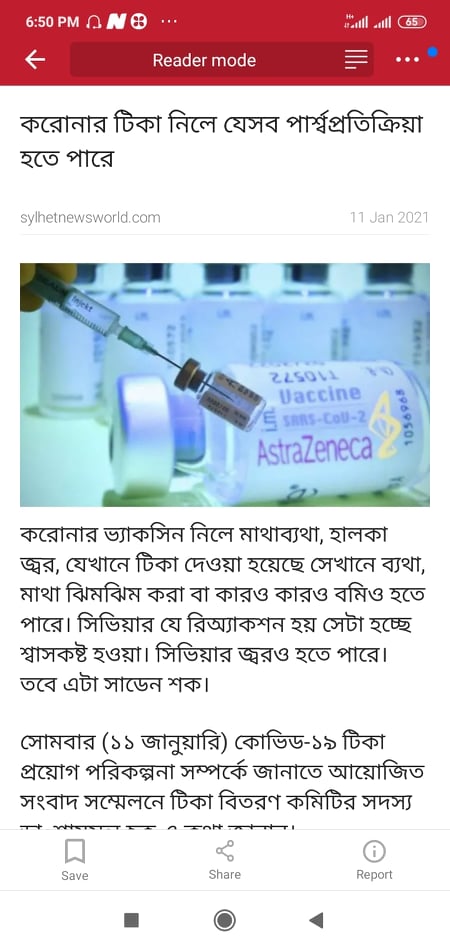 6:50 PM
65
Reader mode
করোনার টিকা নিলে যেসব পার্শ্বপ্রতিক্রিয়া
হতে পারে
sylhetnewsworld.com
11 Jan 2021
Injekt
Vaccine
SARS-CoV-2
AstraZeneca
1056968
করোনার ভ্যাকসিন নিলে মাথাব্যথা, হালকা
জ্বর, যেখানে টিকা দেওয়া হয়েছে সেখানে ব্যথা,
মাথা ঝিমঝিম করা বা কারও কারও বমিও হতে
পারে। সিভিয়ার যে রিঅ্যাকশন হয় সেটা হচ্ছে
শ্বাসকষ্ট হওয়া। সিভিয়ার জ্বরও হতে পারে।
তবে এটা সাডেন শক।
সোমবার (১১ জানুয়ারি) কোভিড-১৯ টিকা
প্রয়োগ পরিকল্পনা সম্পর্কে জানাতে আয়োজিত
সংবাদ সম্মেলনে টিকা বিতরণ কমিটির সদস্য
Save
Share
Report